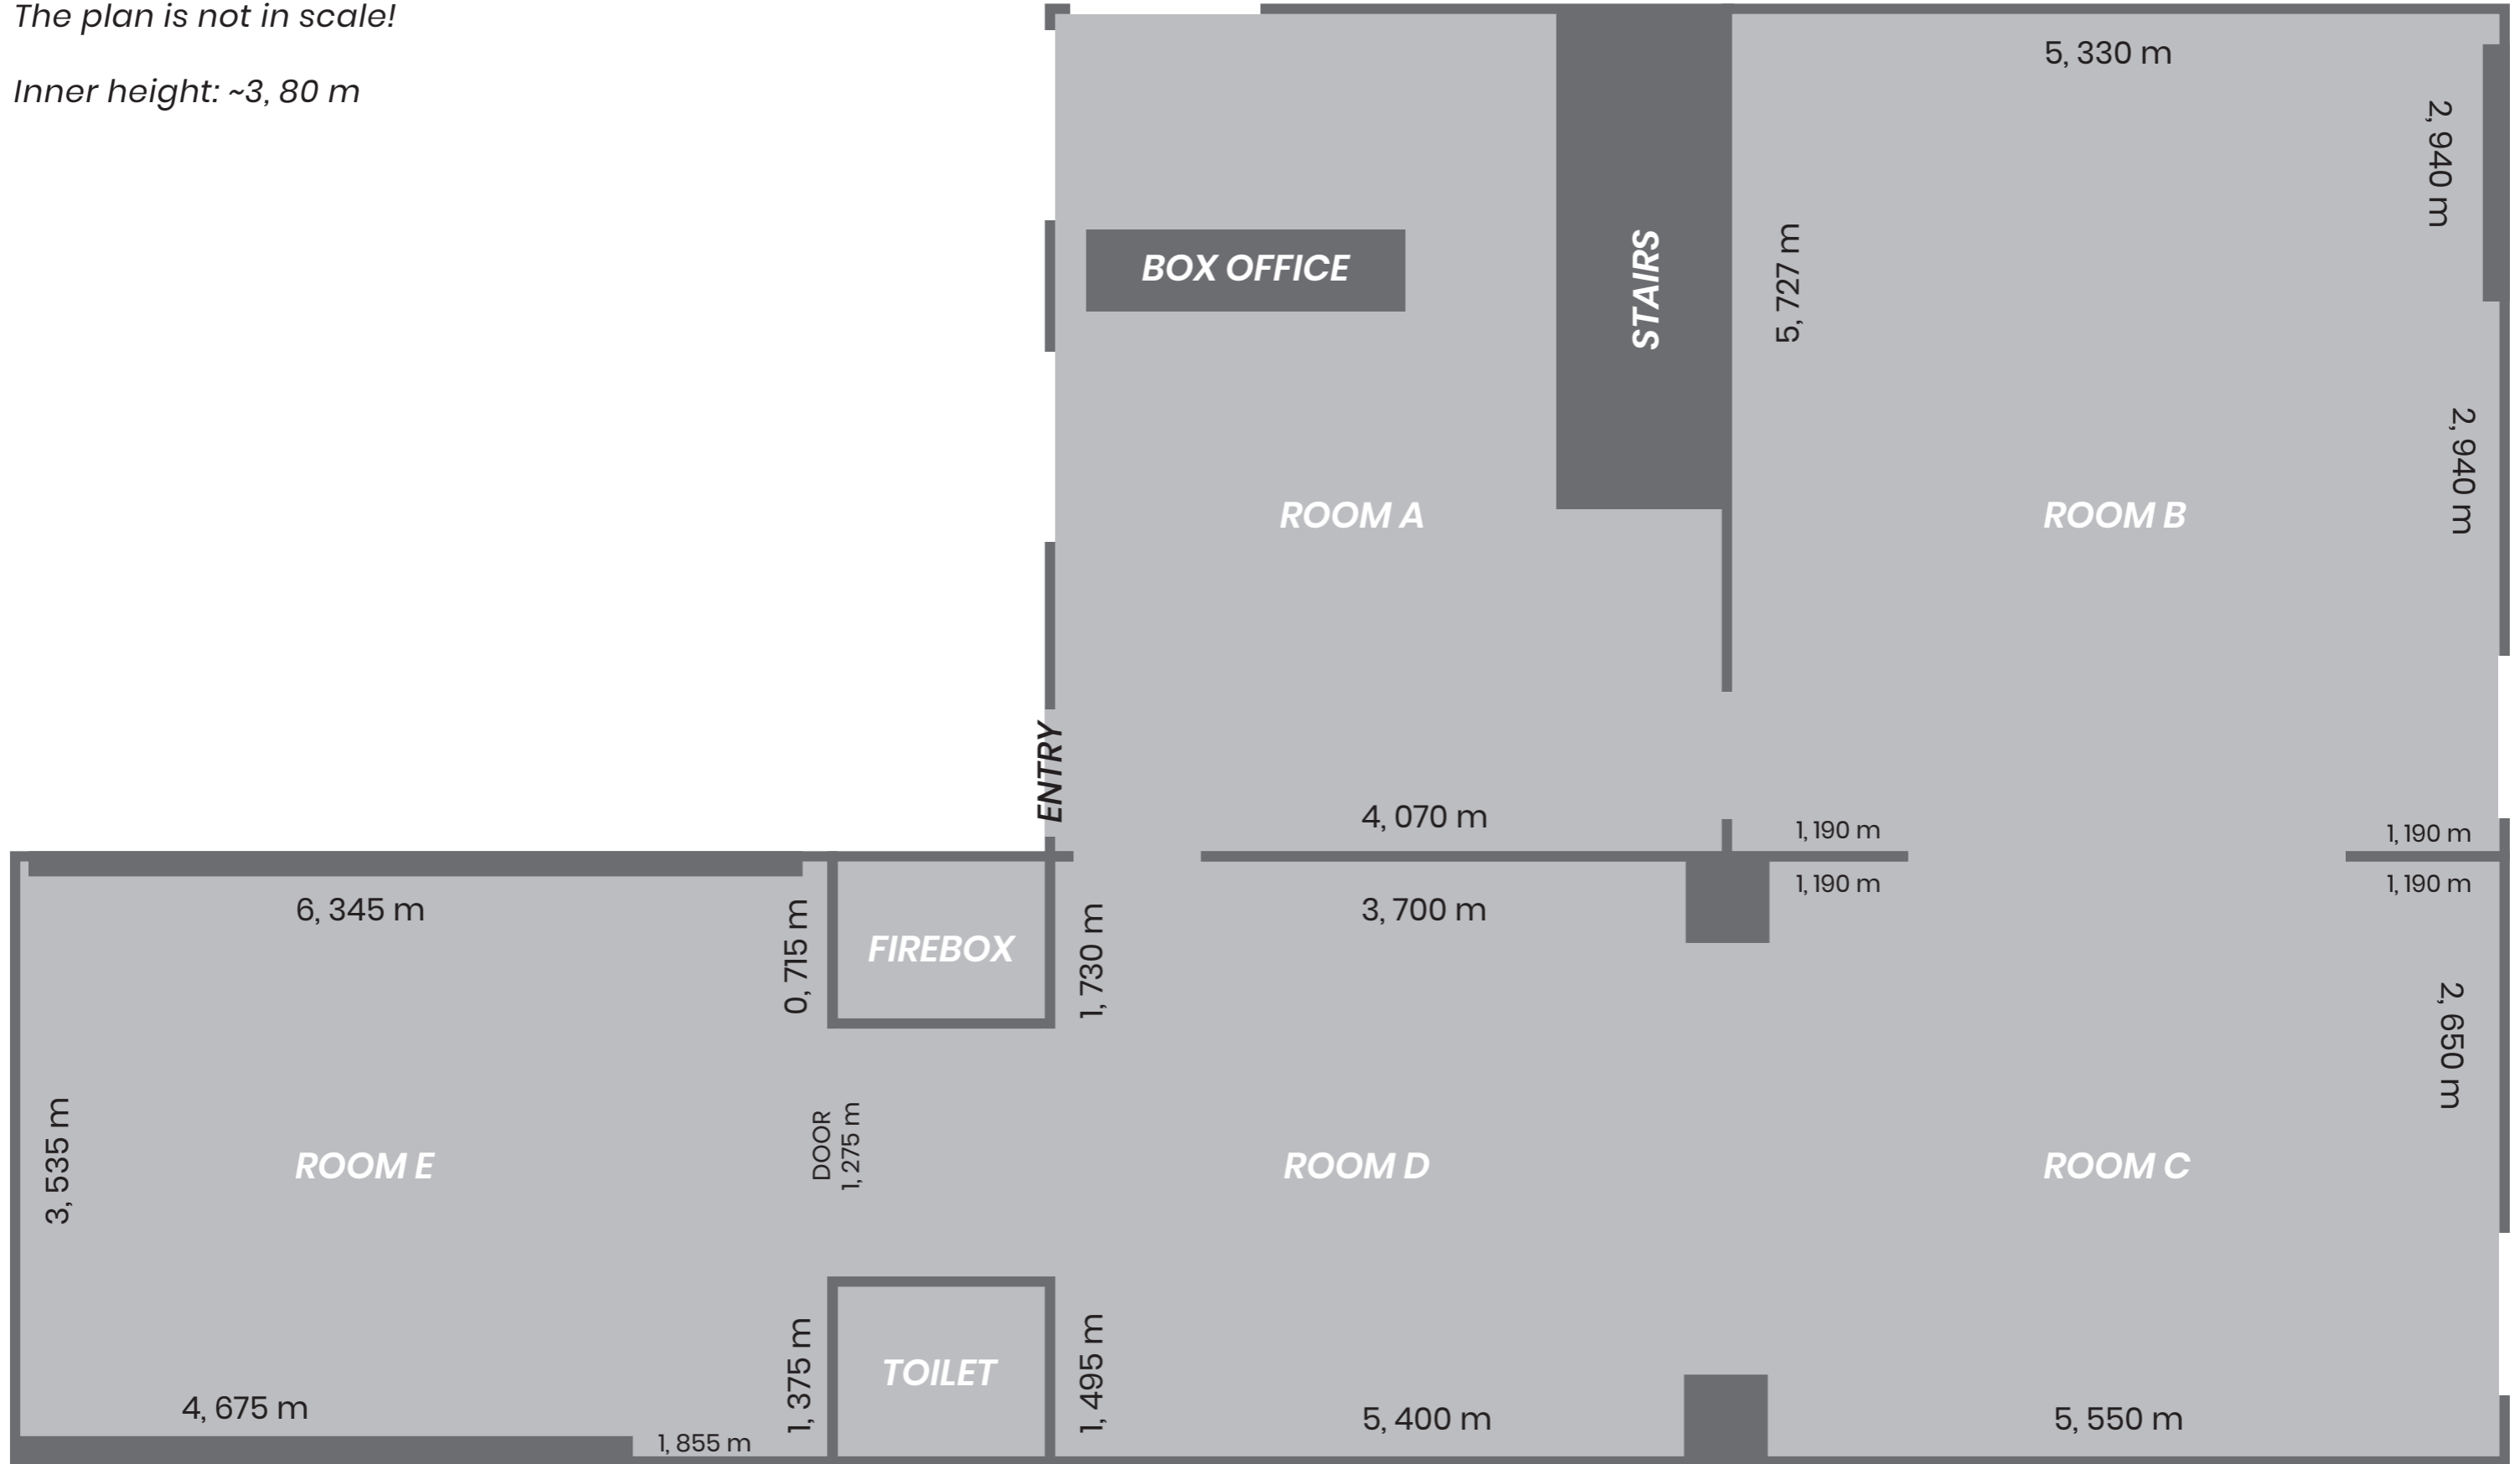 The plan is not in scale!
Inner height: ~3, 80 m
5, 330 m
2, 940 m
BOX OFFICE
STAIRS
5, 727 m
2, 940 m
ROOM A
ROOM B
ENTRY
4, 070 m
1, 190 m
1, 190 m
6, 345 m
3, 700 m
1, 190 m
1, 190 m
0, 715 m
FIREBOX
1, 730 m
2, 650 m
3, 535 m
ROOM E
DOOR
1, 275 m
ROOM D
ROOM C
4, 675 m
1, 855 m
1, 375 m
TOILET
1, 495 m
5, 400 m
5, 550 m